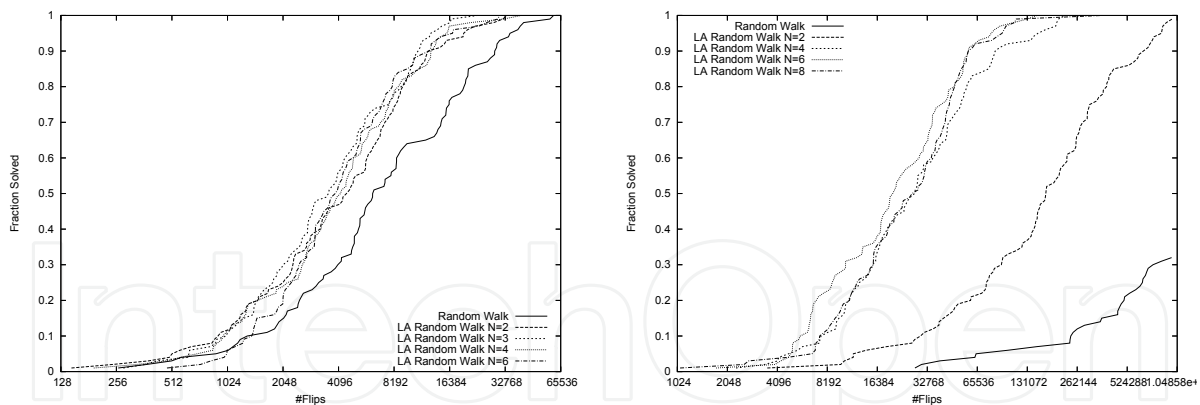 1
0.9
0.8
0.7
0.6
0.5
0.4
0.3
0.2
0.1
0
Fraction Solved
128 256 512 1024 2048 4096 8192 16384 32768 65536
#Flips
Random Walk
LA Random Walk N=2
LA Random Walk N=3
LA Random Walk N=4
LA Random Walk N=6
1
0.9
0.8
0.7
0.6
0.5
0.4
0.3
0.2
0.1
0
Fraction Solved
1024 2048 4096 8192 16384 32768 65536 131072 262144 524288 1.04858e+
#Flips
Random Walk
LA Random Walk N=2
LA Random Walk N=4
LA Random Walk N=6
LA Random Walk N=8
IntechOpen